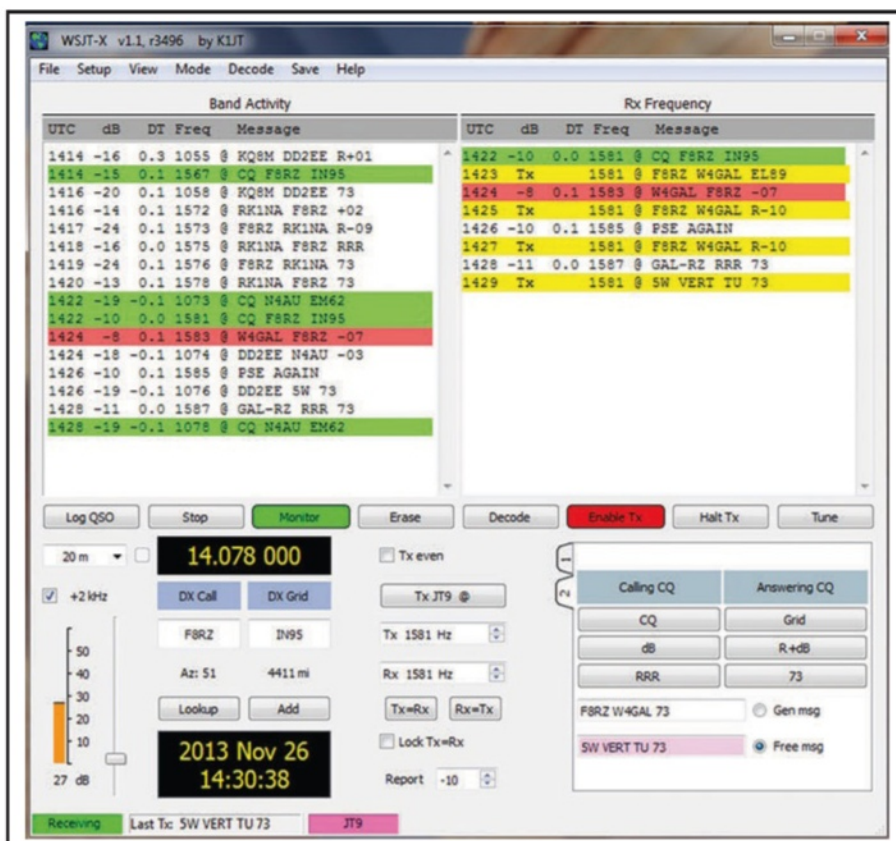 WSJT-X v1.1, r3496 by K1JT
File Setup View Mode Decode Save Help
Band Activity
UTC dB DT Freq Message
1414 -16 0.3 1055 @ KQ8M DD2EE R+01
1414 -15 0.1 1567 @ CQ F8RZ IN95
1416 -20 0.1 1058 @ KQ8M DD2EE 73
1416 -14 0.1 1572 @ RK1NA F8RZ +02
1417 -24 0.1 1573 @ F8RZ RK1NA R-09
1418 -16 0.0 1575 @ RK1NA F8RZ RRR
1419 -24 0.1 1576 @ F8RZ RK1NA 73
1420 -13 0.1 1578 @ RK1NA F8RZ 73
1422 -19 -0.1 1073 @ CQ N4AU EM62
1422 -10 0.0 1581 @ CQ F8RZ IN95
1424 -8 0.1 1583 @ W4GAL F8RZ -07
1424 -18 -0.1 1074 @ DD2EE N4AU -03
1426 -10 0.1 1585 @ PSE AGAIN
1426 -19 -0.1 1076 @ DD2EE 5W 73
1428 -11 0.0 1587 @ GAL-RZ RRR 73
1428 -19 -0.1 1078 @ CQ N4AU EM62
Rx Frequency
UTC dB DT Freq Message
1422 -10 0.0 1581 @ CQ F8RZ IN95
1423 Tx 1581 @ F8RZ W4GAL EL89
1424 -8 0.1 1583 @ W4GAL F8RZ -07
1425 Tx 1581 @ F8RZ W4GAL R-10
1426 -10 0.1 1585 @ PSE AGAIN
1427 Tx 1581 @ F8RZ W4GAL R-10
1428 -11 0.0 1587 @ GAL-RZ RRR 73
1429 Tx 1581 @ 5W VERT TU 73
Log QSO Stop Monitor Erase Decode Enable Tx Halt Tx Tune
20 m
14.078 000
+2 kHz
DX Call DX Grid
F8RZ IN95
Az: 51 4411 mi
Lookup Add
2013 Nov 26
14:30:38
50
40
30
20
10
27 dB
Tx even
Tx JT9 @
Tx 1581 Hz
Rx 1581 Hz
Tx=Rx Rx=Tx
Lock Tx=Rx
Report -10
1
2
Calling CQ Answering CQ
CQ Grid
dB R+dB
RRR 73
F8RZ W4GAL 73 Gen msg
5W VERT TU 73 Free msg
Receiving Last Tx: 5W VERT TU 73 JT9